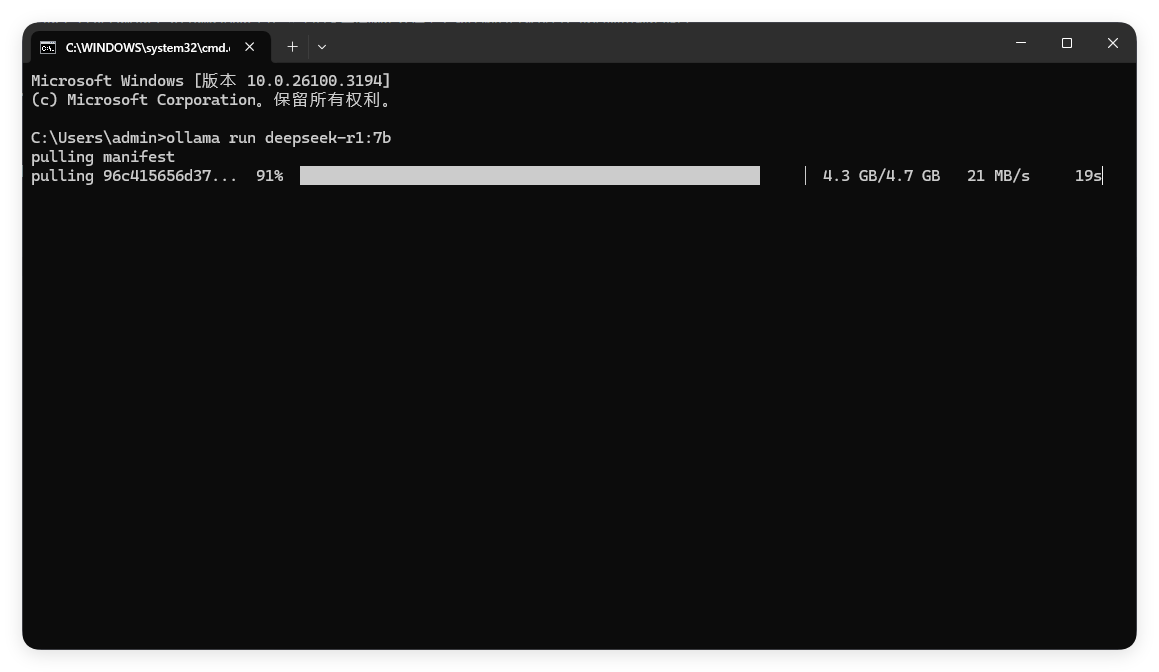 C:\WINDOWS\system32\cmd.
Microsoft Windows [版本 10.0.26100.3194]
(c) Microsoft Corporation。保留所有权利。
C:\Users\admin>ollama run deepseek-r1:7b
pulling manifest
pulling 96c415656d37... 91% 4.3 GB/4.7 GB 21 MB/s 19s